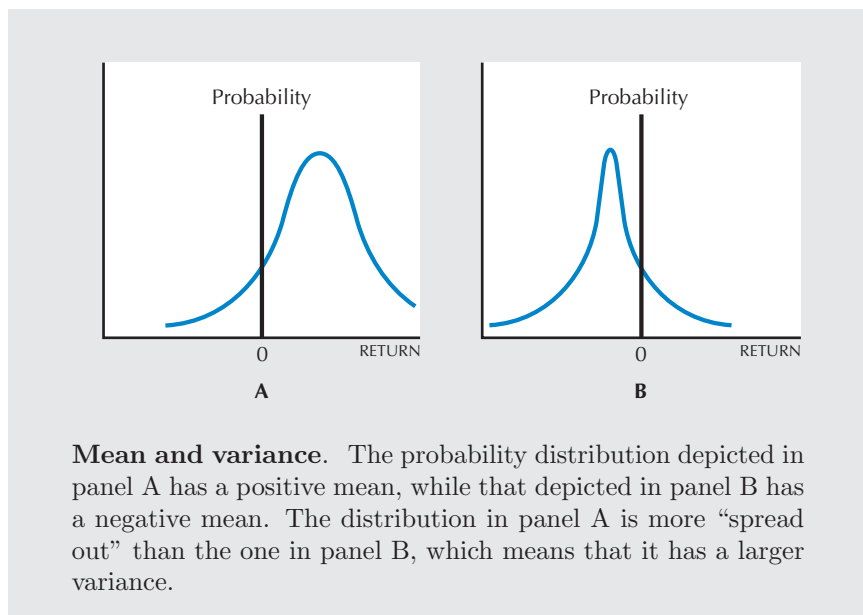 Probability
0
RETURN
A
Probability
0
RETURN
B
Mean and variance. The probability distribution depicted in
panel A has a positive mean, while that depicted in panel B has
a negative mean. The distribution in panel A is more “spread
out” than the one in panel B, which means that it has a larger
variance.